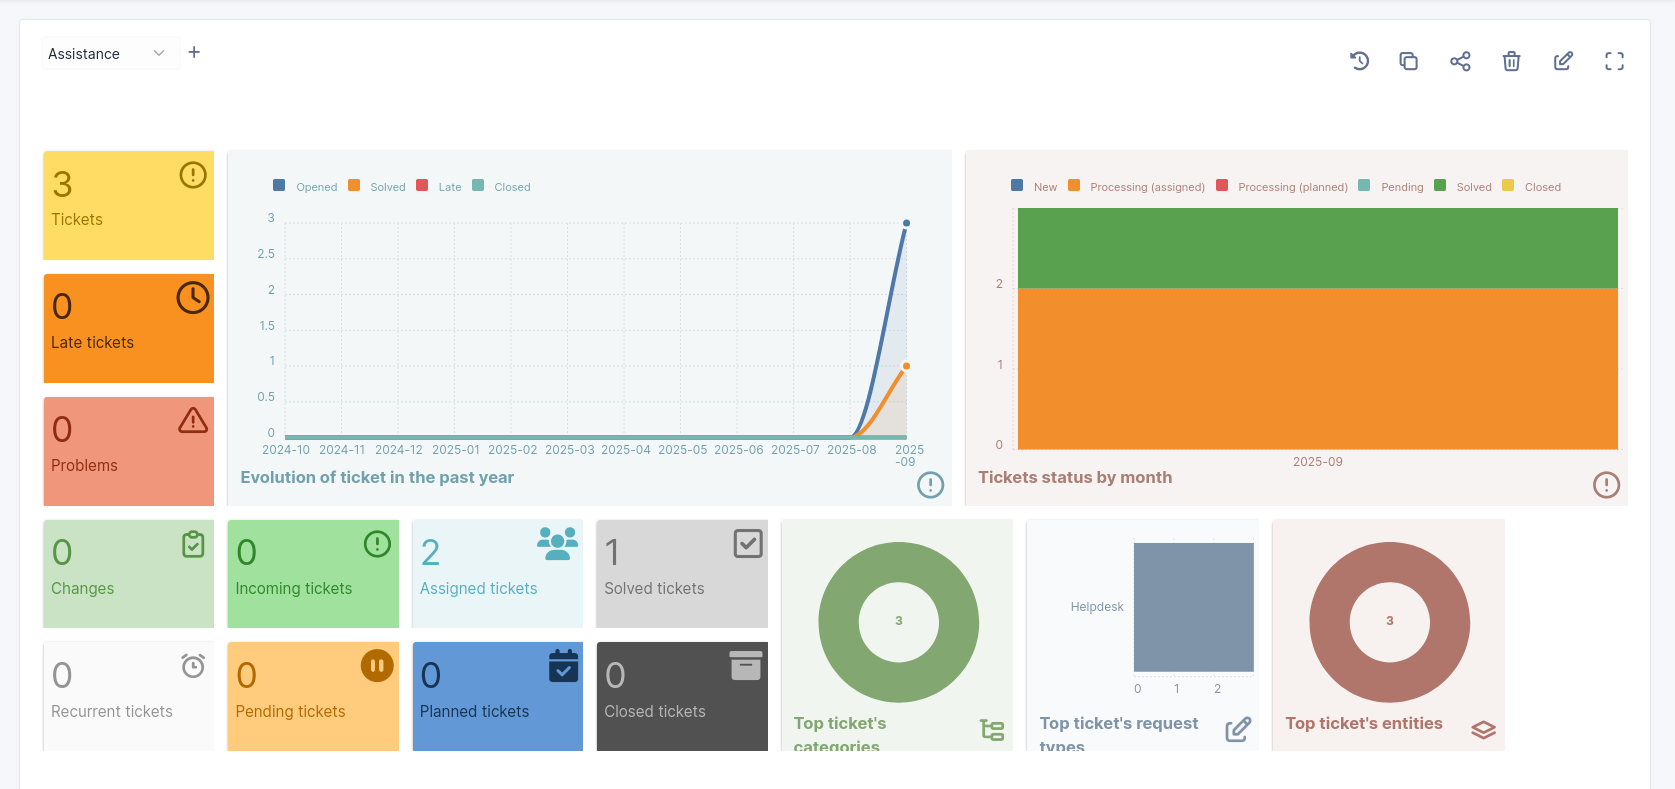 Assistance
3
Tickets
0
Late tickets
0
Problems
Opened Solved Late Closed
3
2.5
2
1.5
1
0.5
0
2024-10 2024-11 2024-12 2025-01 2025-02 2025-03 2025-04 2025-05 2025-06 2025-07 2025-08 2025
-09
Evolution of ticket in the past year
New Processing (assigned) Processing (planned) Pending Solved Closed
2
1
0
2025-09
Tickets status by month
0
Changes
0
Incoming tickets
2
Assigned tickets
1
Solved tickets
0
Recurrent tickets
0
Pending tickets
0
Planned tickets
0
Closed tickets
3
Top ticket's
categories
Helpdesk
0 1 2
Top ticket's request
types
3
Top ticket's entities